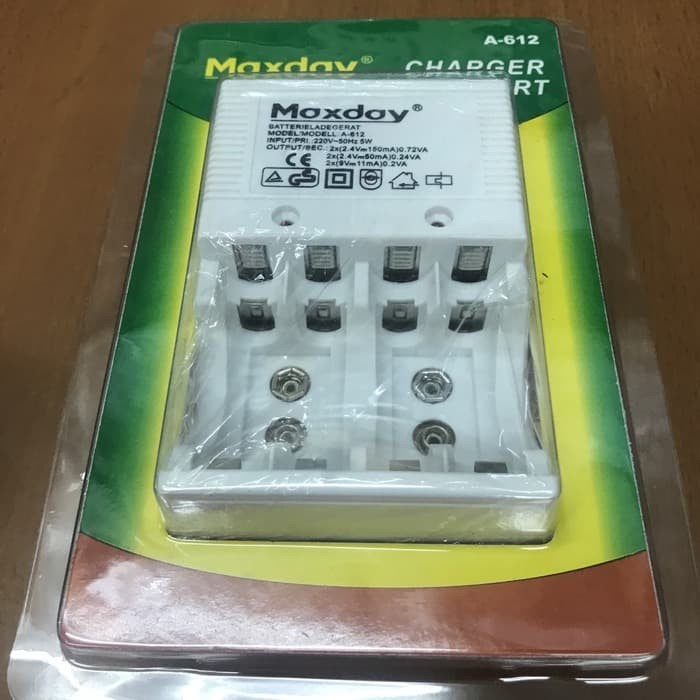 A-612
Maxday® CHARGER
RT
Maxday®
BATTERIELADEGERAT
MODEL/MODELL: A-612
INPUT/PRI.:220V~50Hz 5W
OUTPUT/SEC.: 2x(2.4V⎓150mA)0.72VA
2x(2.4V⎓50mA)0.24VA
2x(9V⎓11mA)0.2VA
CE
GS